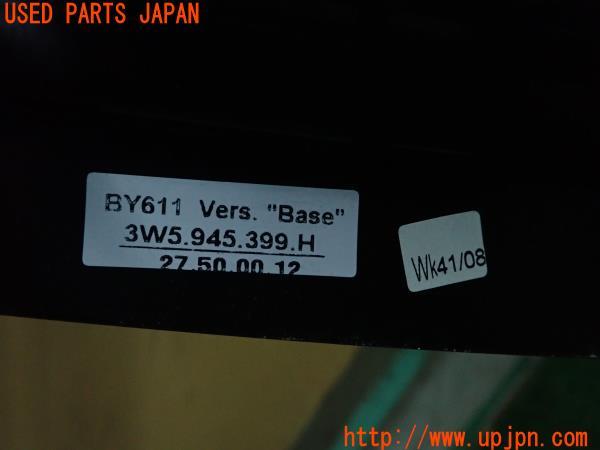 USED PARTS JAPAN
BY611 Vers. "Base"
3W5.945.399.H
27.50.00.12
Wk41/08
http://www.upjpn.com